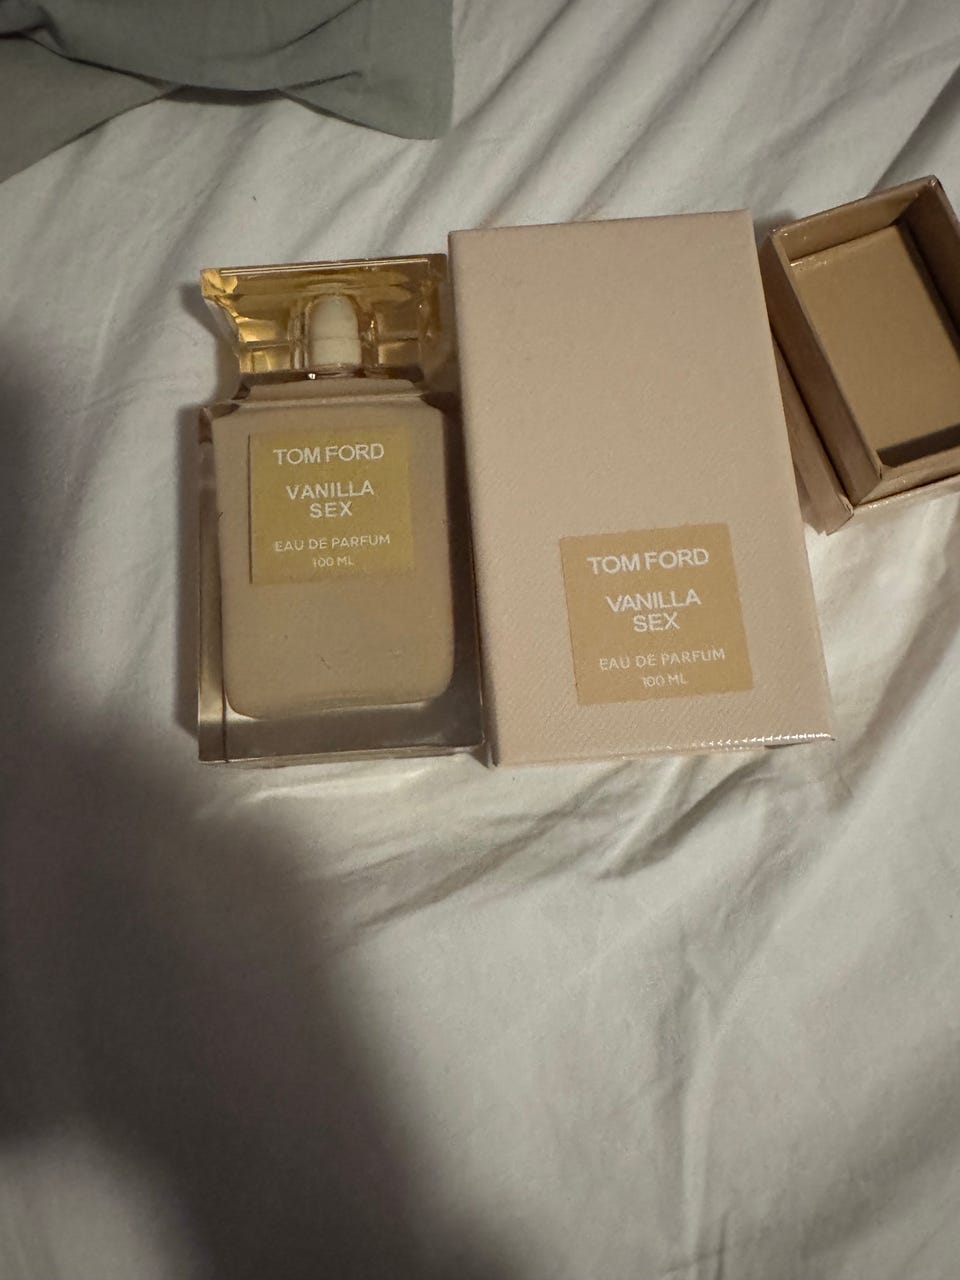 TOM FORD
VANILLA
SEX
EAU DE PARFUM
100 ML
TOM FORD
VANILLA
SEX
EAU DE PARFUM
100 ML